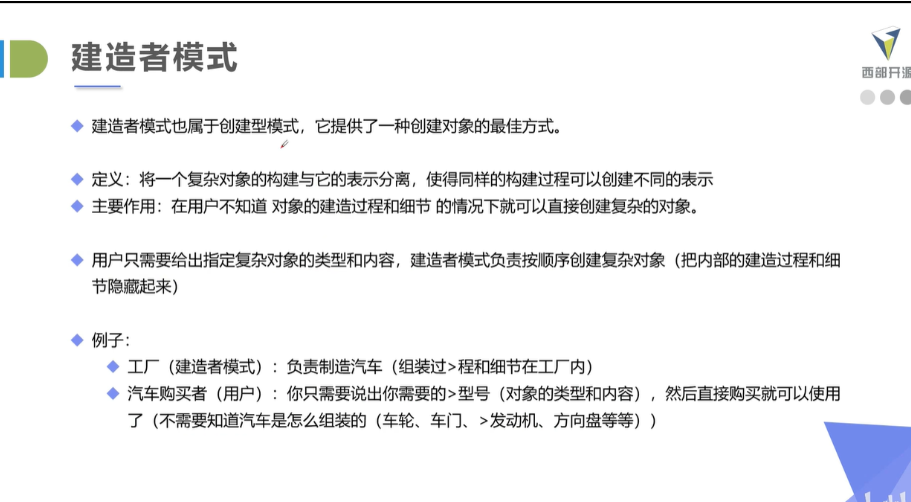 建造者模式
西部开源
建造者模式也属于创建型模式，它提供了一种创建对象的最佳方式。
定义：将一个复杂对象的构建与它的表示分离，使得同样的构建过程可以创建不同的表示
主要作用：在用户不知道 对象的建造过程和细节 的情况下就可以直接创建复杂的对象。
用户只需要给出指定复杂对象的类型和内容，建造者模式负责按顺序创建复杂对象（把内部的建造过程和细
节隐藏起来）
例子：
工厂（建造者模式）：负责制造汽车（组装过>程和细节在工厂内）
汽车购买者（用户）：你只需要说出你需要的>型号（对象的类型和内容），然后直接购买就可以使用
了（不需要知道汽车是怎么组装的（车轮、车门、>发动机、方向盘等等））